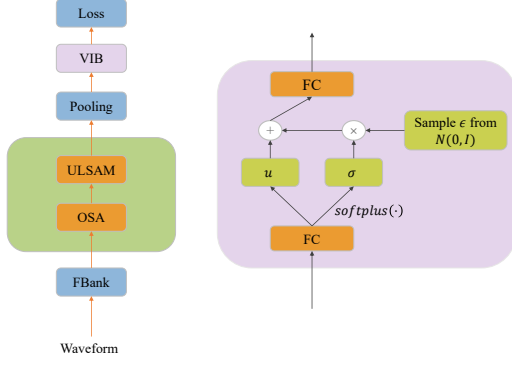 Loss
VIB
Pooling
ULSAM
OSA
FBank
Waveform
FC
+
×
Sample ϵ from
N(0,I)
u
σ
softplus(·)
FC